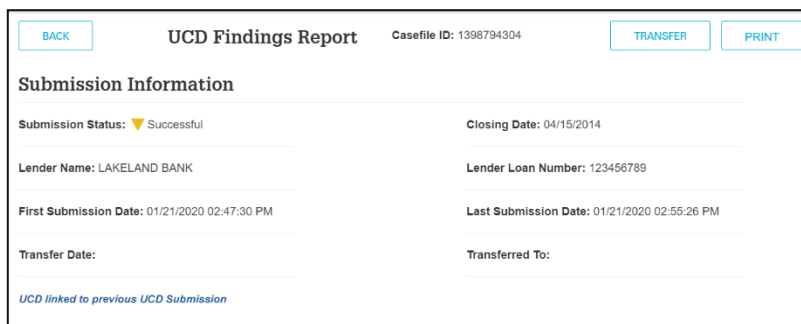 BACK UCD Findings Report Casefile ID: 1398794304 TRANSFER PRINT
Submission Information
Submission Status: Successful Closing Date: 04/15/2014
Lender Name: LAKELAND BANK Lender Loan Number: 123456789
First Submission Date: 01/21/2020 02:47:30 PM Last Submission Date: 01/21/2020 02:55:26 PM
Transfer Date: Transferred To:
UCD linked to previous UCD Submission